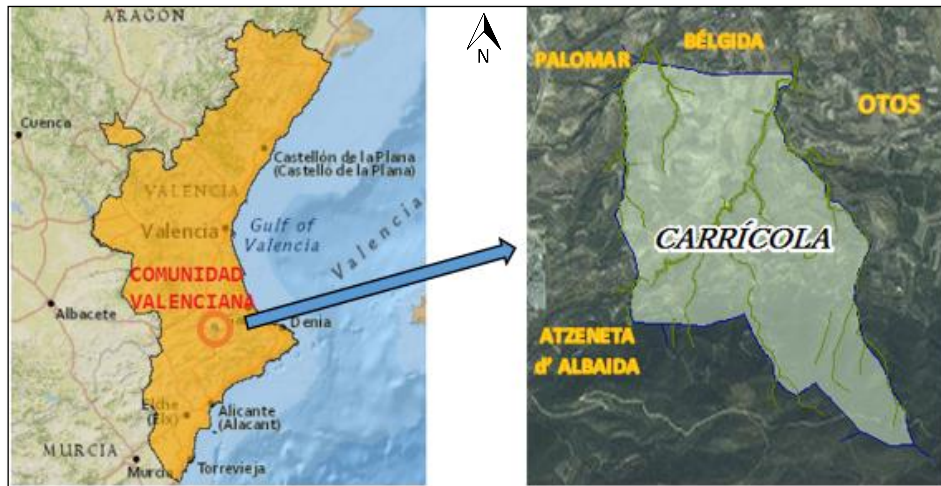 ARAGON
Cuenca
Castellón de la Plana
(Castelló de la Plana)
VALENCIA
Valencia
Gulf of
Valencia
Valencia
COMUNIDAD
VALENCIANA
Albacete
Denia
Elche
(Elx)
Alicante
(Alacant)
MURCIA
Murcia
Torrevieja
N
BÉLGIDA
PALOMAR
OTOS
CARRÍCOLA
ATZENETA
d' ALBAIDA